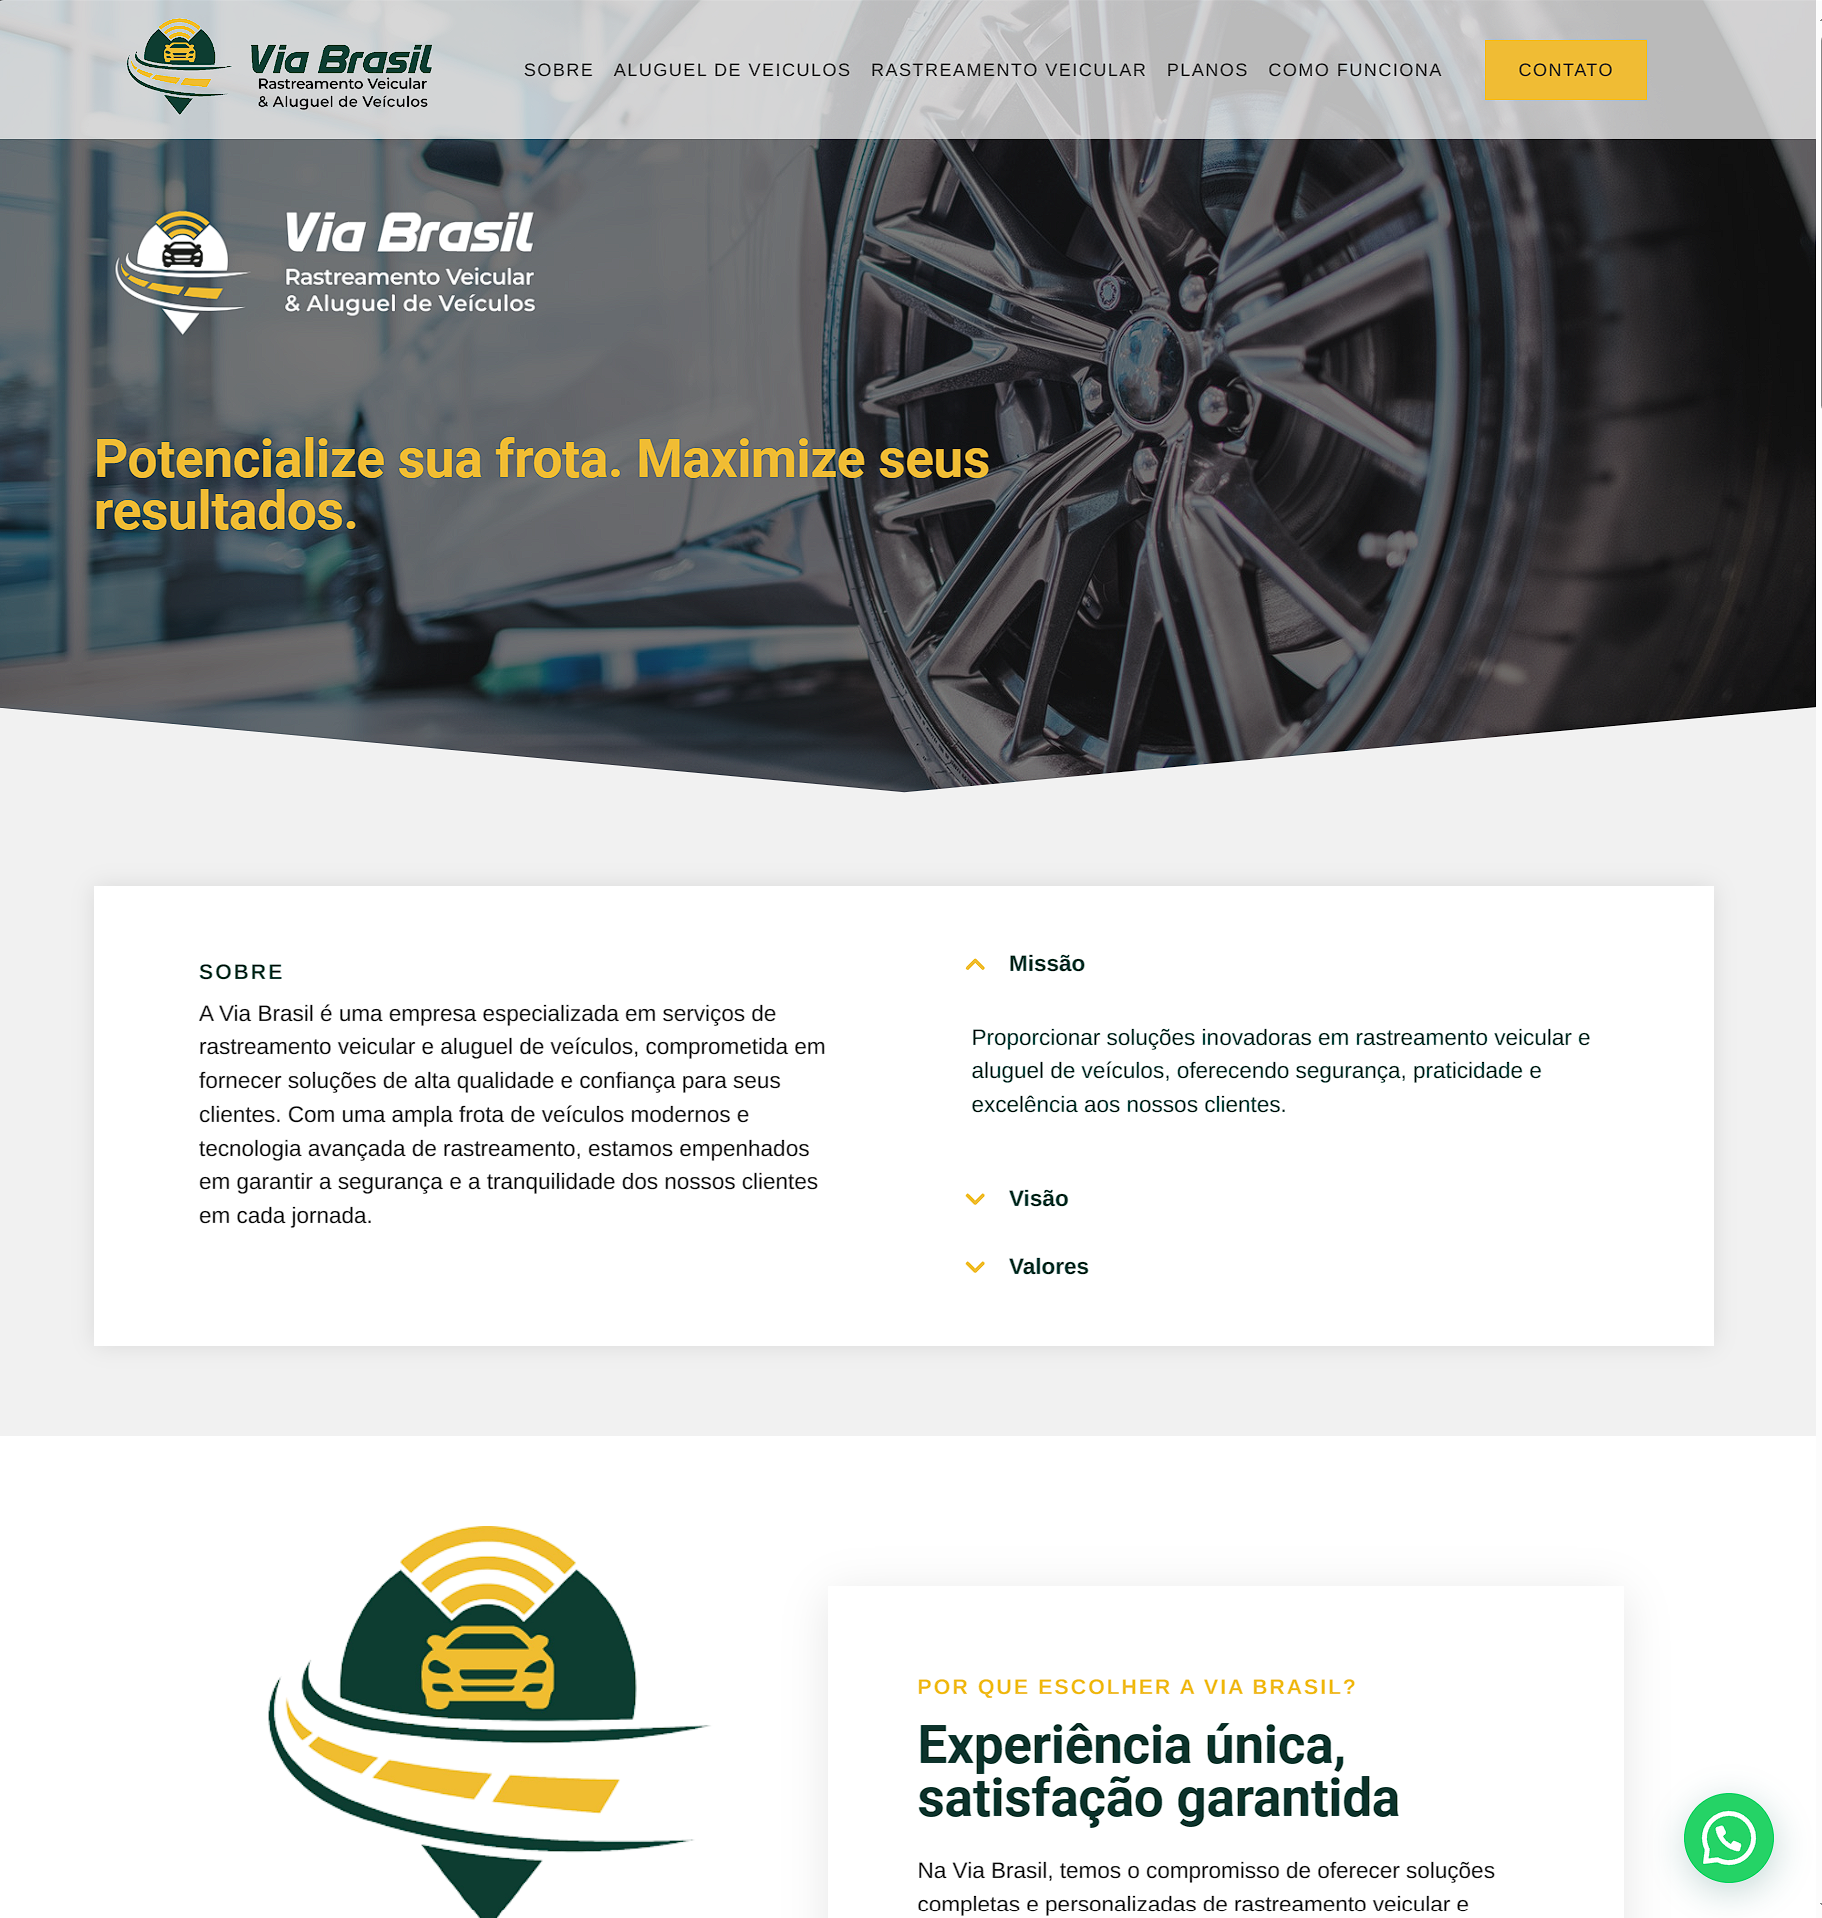 Via Brasil
Rastreamento Veicular
& Aluguel de Veículos
SOBRE ALUGUEL DE VEICULOS RASTREAMENTO VEICULAR PLANOS COMO FUNCIONA CONTATO
Via Brasil
Rastreamento Veicular
& Aluguel de Veículos
Potencialize sua frota. Maximize seus
resultados.
SOBRE
A Via Brasil é uma empresa especializada em serviços de
rastreamento veicular e aluguel de veículos, comprometida em
fornecer soluções de alta qualidade e confiança para seus
clientes. Com uma ampla frota de veículos modernos e
tecnologia avançada de rastreamento, estamos empenhados
em garantir a segurança e a tranquilidade dos nossos clientes
em cada jornada.
Missão
Proporcionar soluções inovadoras em rastreamento veicular e
aluguel de veículos, oferecendo segurança, praticidade e
excelência aos nossos clientes.
Visão
Valores
POR QUE ESCOLHER A VIA BRASIL?
Experiência única,
satisfação garantida
Na Via Brasil, temos o compromisso de oferecer soluções
completas e personalizadas de rastreamento veicular e